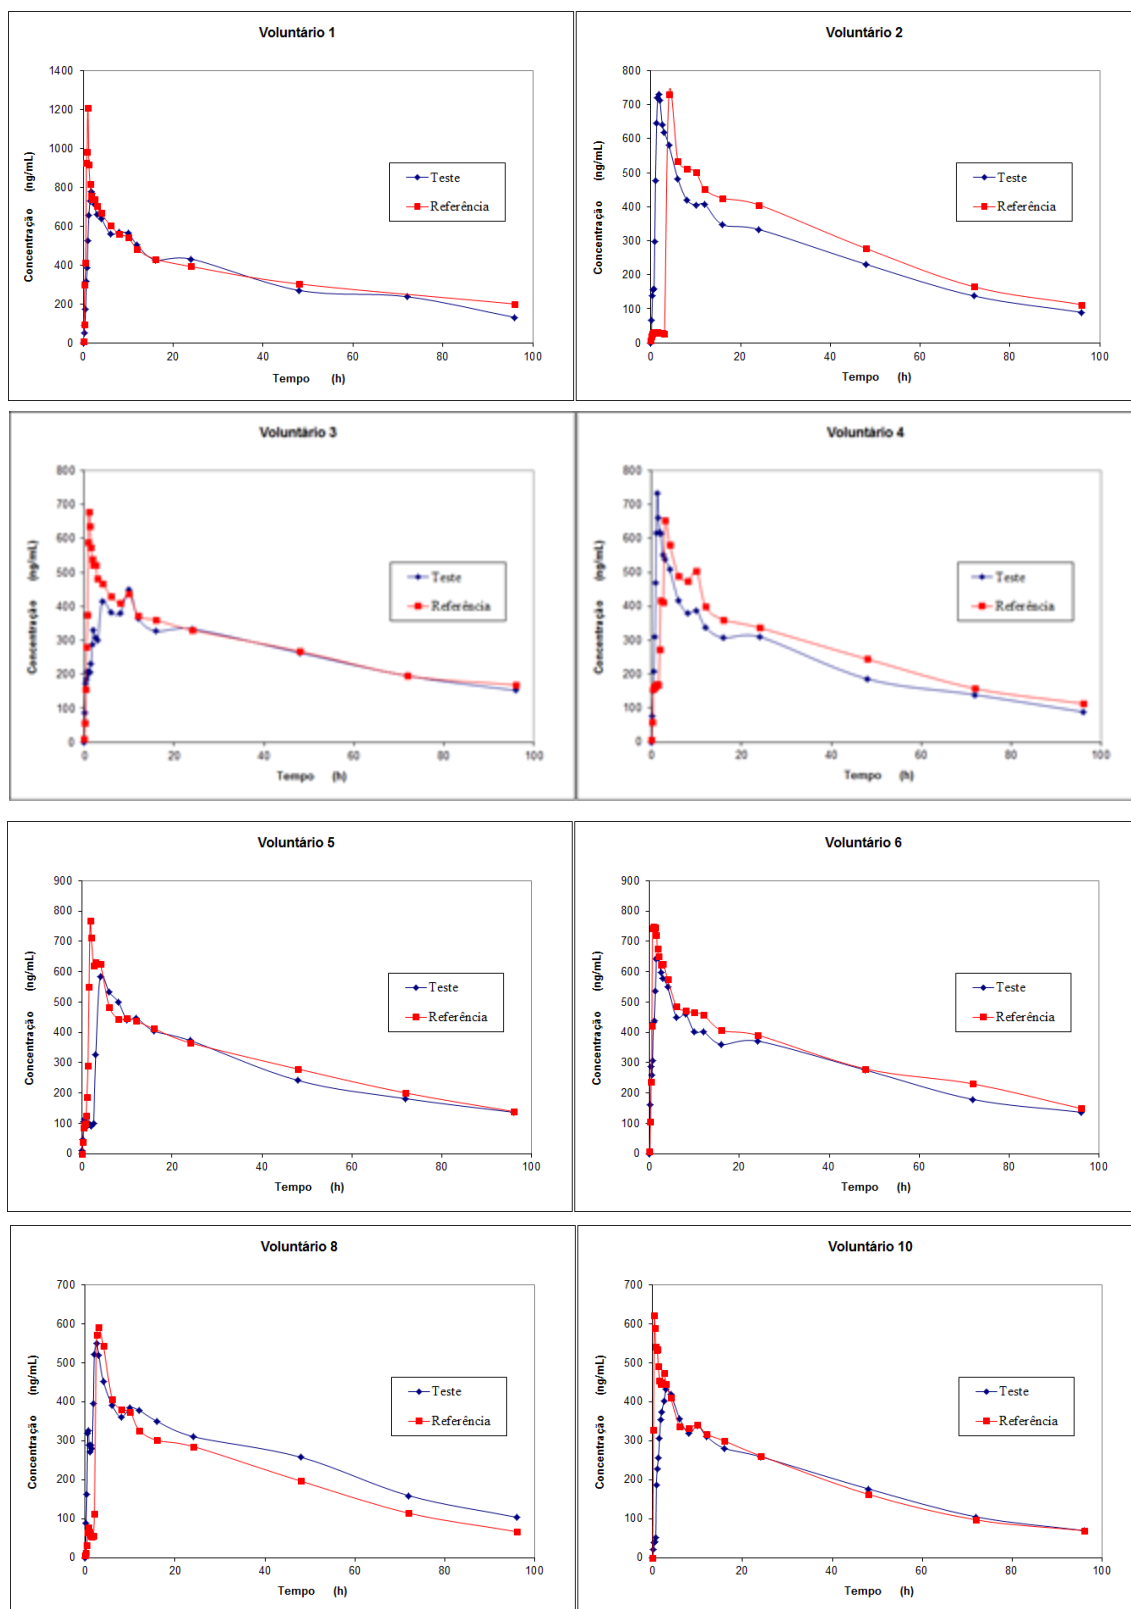 Voluntário 1
1400
1200
1000
800
600
400
200
0
Concentração (ng/mL)
0 20 40 60 80 100
Tempo (h)
Teste
Referência
Voluntário 2
800
700
600
500
400
300
200
100
0
Concentração (ng/mL)
0 20 40 60 80 100
Tempo (h)
Teste
Referência
Voluntário 3
800
700
600
500
400
300
200
100
0
Concentração (ng/mL)
0 20 40 60 80 100
Tempo (h)
Teste
Referência
Voluntário 4
800
700
600
500
400
300
200
100
0
Concentração (ng/mL)
0 20 40 60 80 100
Tempo (h)
Teste
Referência
Voluntário 5
900
800
700
600
500
400
300
200
100
0
Concentração (ng/mL)
0 20 40 60 80 100
Tempo (h)
Teste
Referência
Voluntário 6
900
800
700
600
500
400
300
200
100
0
Concentração (ng/mL)
0 20 40 60 80 100
Tempo (h)
Teste
Referência
Voluntário 8
700
600
500
400
300
200
100
0
Concentração (ng/mL)
0 20 40 60 80 100
Tempo (h)
Teste
Referência
Voluntário 10
700
600
500
400
300
200
100
0
Concentração (ng/mL)
0 20 40 60 80 100
Tempo (h)
Teste
Referência